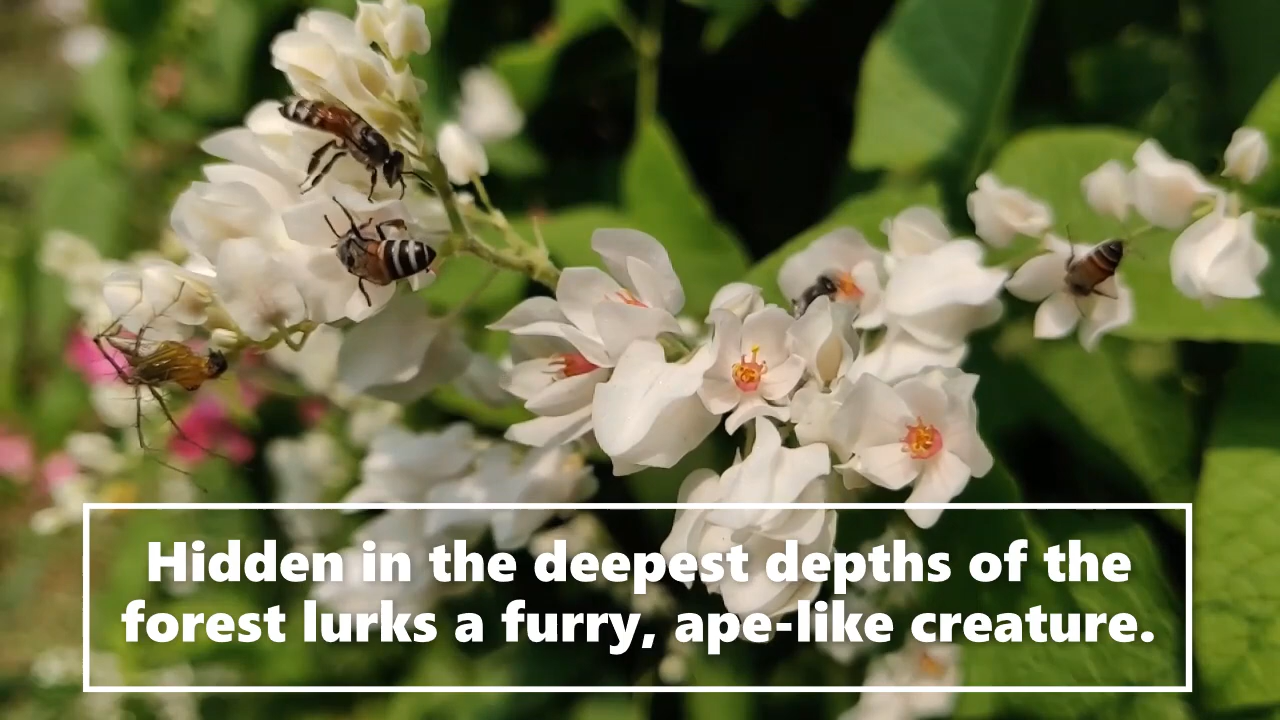 Hidden in the deepest depths of the
forest lurks a furry, ape-like creature.